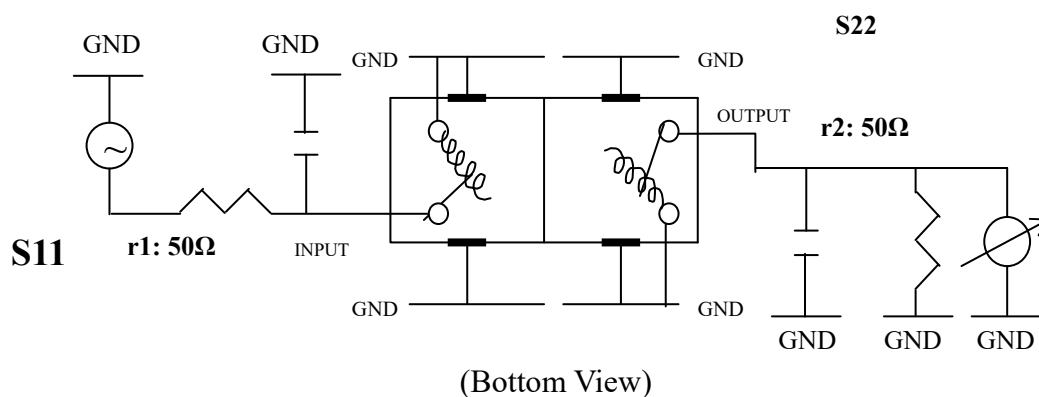 S22
GND
GND
GND
GND
OUTPUT
r2: 50Ω
S11
r1: 50Ω
INPUT
GND
GND
GND
GND
GND
(Bottom View)